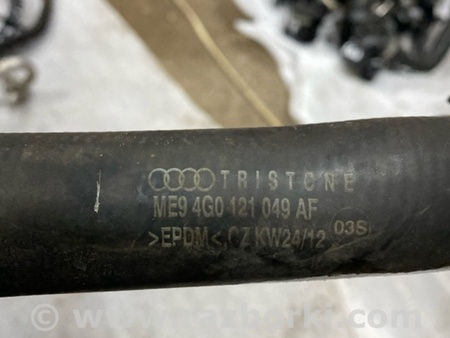 TRISTONE
ME9 4G0 121 049 AF
>EPDM< CZ KW24/12 03S